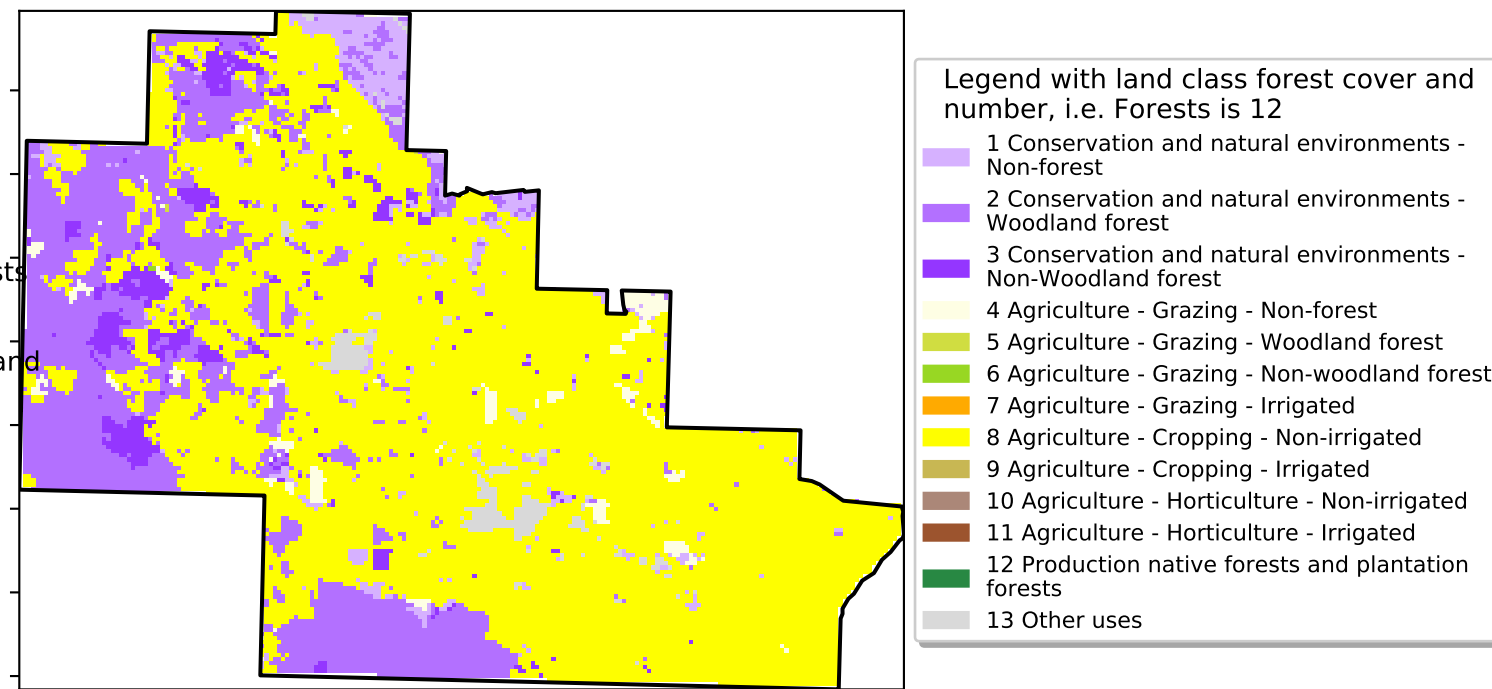 Legend with land class forest cover and
number, i.e. Forests is 12
1 Conservation and natural environments -
Non-forest
2 Conservation and natural environments -
Woodland forest
3 Conservation and natural environments -
Non-Woodland forest
4 Agriculture - Grazing - Non-forest
5 Agriculture - Grazing - Woodland forest
6 Agriculture - Grazing - Non-woodland forest
7 Agriculture - Grazing - Irrigated
8 Agriculture - Cropping - Non-irrigated
9 Agriculture - Cropping - Irrigated
10 Agriculture - Horticulture - Non-irrigated
11 Agriculture - Horticulture - Irrigated
12 Production native forests and plantation
forests
13 Other uses